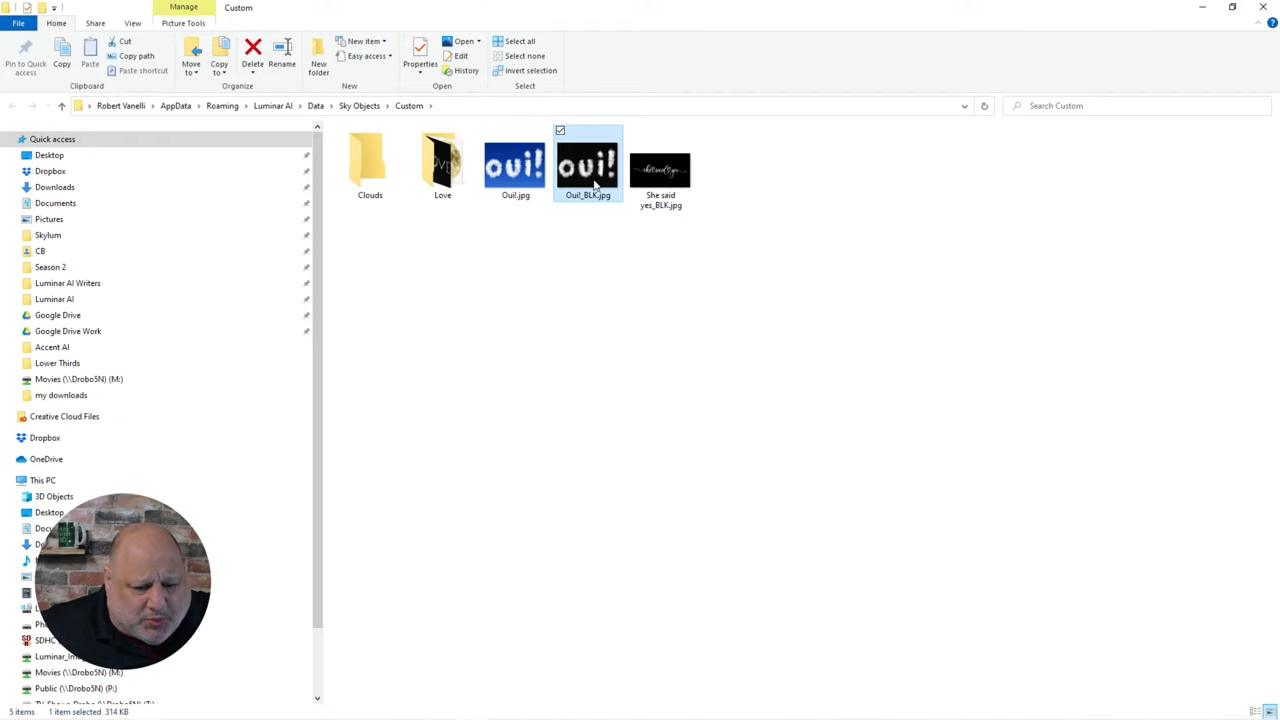 Manage
Custom
File
Home
Share
View
Picture Tools
Pin to Quick
access
Copy
Paste
Cut
Copy path
Paste shortcut
Clipboard
Move
to
Copy
to
Delete
Rename
Organize
New
folder
New item
Easy access
New
Properties
Open
Edit
History
Open
Select all
Select none
Invert selection
Select
Robert Vanelli > AppData > Roaming > Luminar AI > Data > Sky Objects > Custom >
Search Custom
Quick access
Desktop
Dropbox
Downloads
Documents
Pictures
Skylum
CB
Season 2
Luminar AI Writers
Luminar AI
Google Drive
Google Drive Work
Accent AI
Lower Thirds
Movies (\\Drobo5N) (M:)
my downloads
Creative Cloud Files
Dropbox
OneDrive
This PC
3D Objects
Desktop
Movies (\\Drobo5N) (M:)
Public (\\Drobo5N) (P:)
Clouds
Love
oui!
Oui!.jpg
oui!
Oui!_BLK.jpg
She said
yes_BLK.jpg
5 items
1 item selected 314 KB